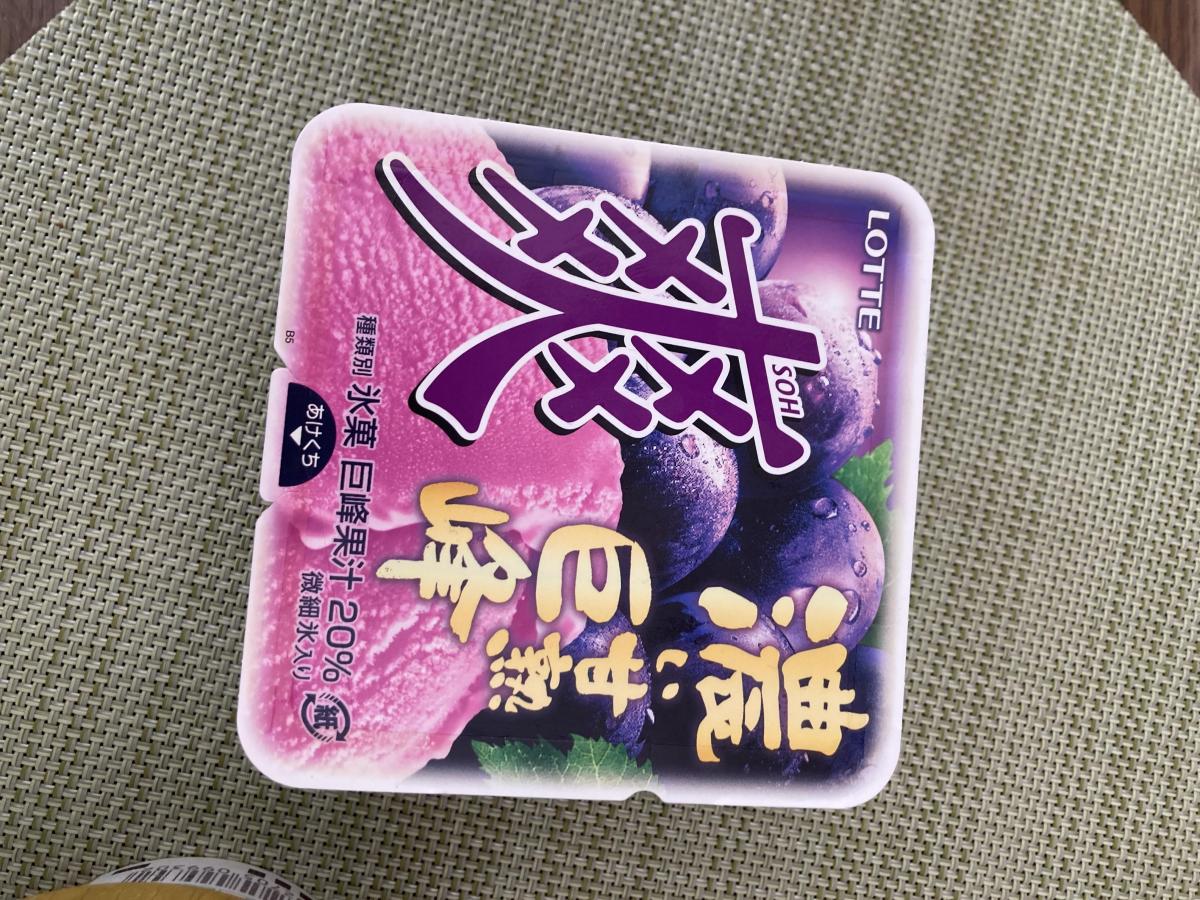 LOTTE
爽
SOH
濃い
甘熟
巨峰
種類別 氷菓 巨峰果汁20%
微細氷入り
紙
あけくち
B5